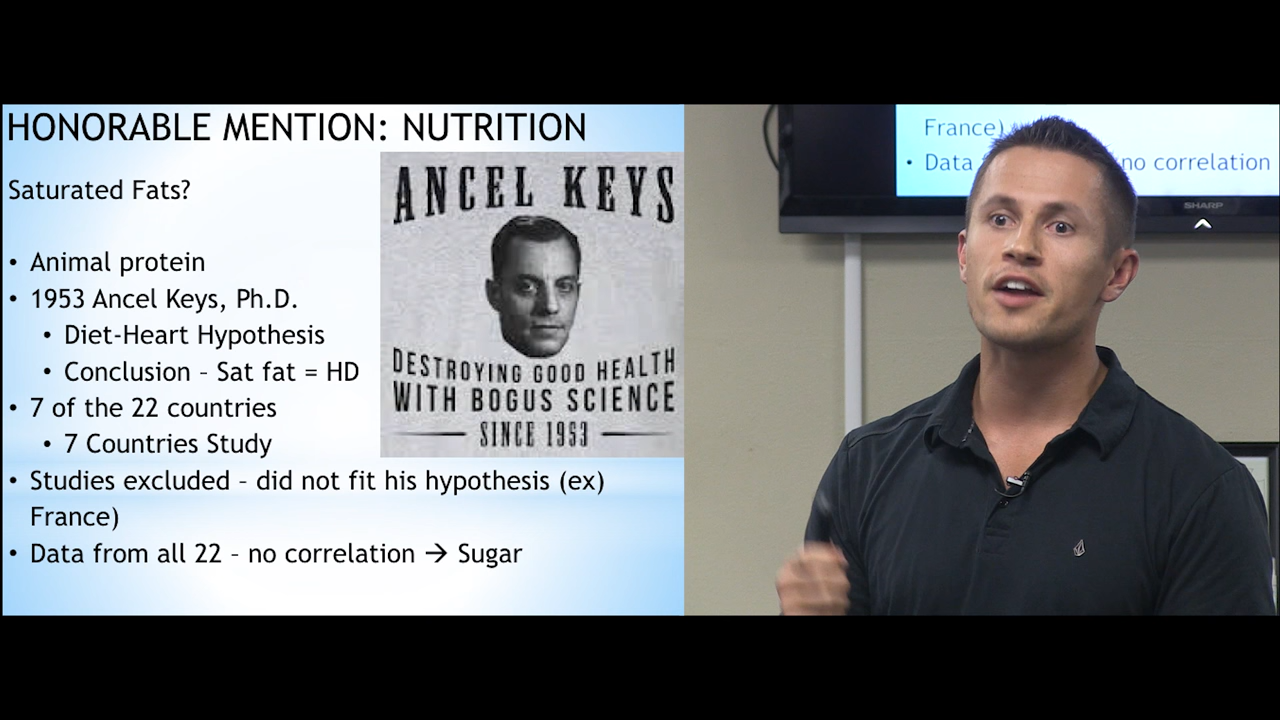 HONORABLE MENTION: NUTRITION
Saturated Fats?
• Animal protein
• 1953 Ancel Keys, Ph.D.
• Diet-Heart Hypothesis
• Conclusion – Sat fat = HD
• 7 of the 22 countries
• 7 Countries Study
• Studies excluded – did not fit his hypothesis (ex)
France)
• Data from all 22 – no correlation → Sugar
ANCEL KEYS
DESTROYING GOOD HEALTH
WITH BOGUS SCIENCE
SINCE 1953
France)
• Data no correlation
SHARP